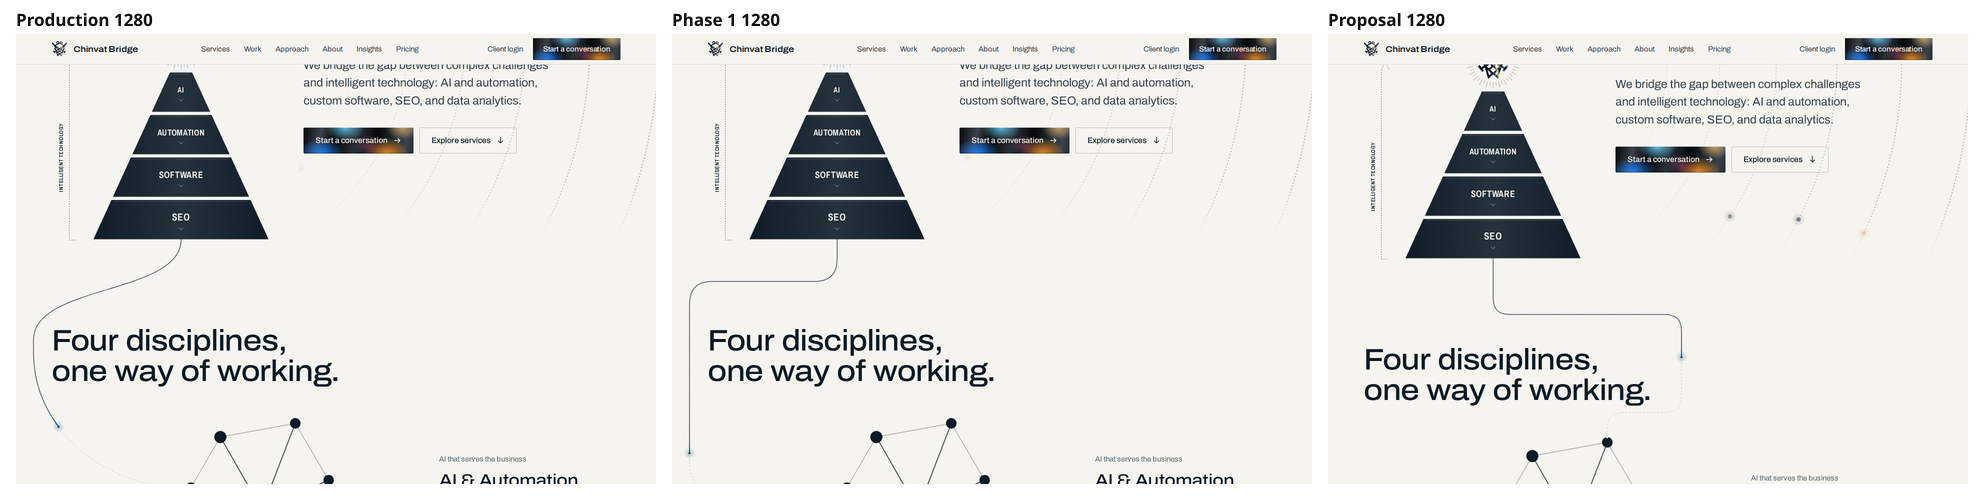 Production 1280
Chinvat Bridge
Services Work Approach About Insights Pricing
Client login
Start a conversation
We bridge the gap between complex challenges
and intelligent technology: AI and automation,
custom software, SEO, and data analytics.
Start a conversation →
Explore services ↓
INTELLIGENT TECHNOLOGY
AI
AUTOMATION
SOFTWARE
SEO
Four disciplines,
one way of working.
AI that serves the business
AI & Automation
Phase 1 1280
Chinvat Bridge
Services Work Approach About Insights Pricing
Client login
Start a conversation
We bridge the gap between complex challenges
and intelligent technology: AI and automation,
custom software, SEO, and data analytics.
Start a conversation →
Explore services ↓
INTELLIGENT TECHNOLOGY
AI
AUTOMATION
SOFTWARE
SEO
Four disciplines,
one way of working.
AI that serves the business
AI & Automation
Proposal 1280
Chinvat Bridge
Services Work Approach About Insights Pricing
Client login
Start a conversation
We bridge the gap between complex challenges
and intelligent technology: AI and automation,
custom software, SEO, and data analytics.
Start a conversation →
Explore services ↓
INTELLIGENT TECHNOLOGY
AI
AUTOMATION
SOFTWARE
SEO
Four disciplines,
one way of working.
AI that serves the business